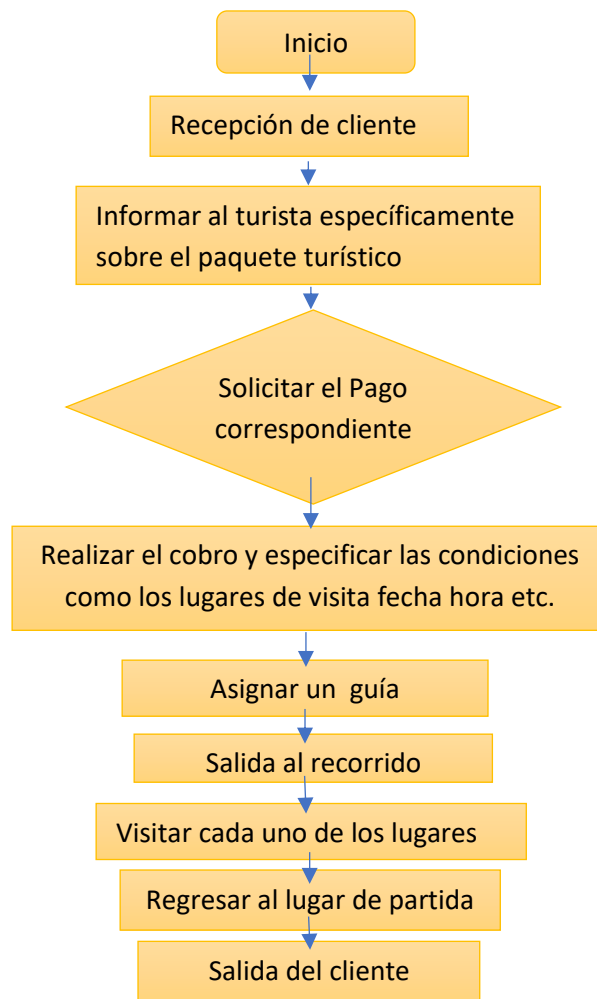 Inicio
Recepción de cliente
Informar al turista específicamente
sobre el paquete turístico
Solicitar el Pago
correspondiente
Realizar el cobro y especificar las condiciones
como los lugares de visita fecha hora etc.
Asignar un guía
Salida al recorrido
Visitar cada uno de los lugares
Regresar al lugar de partida
Salida del cliente